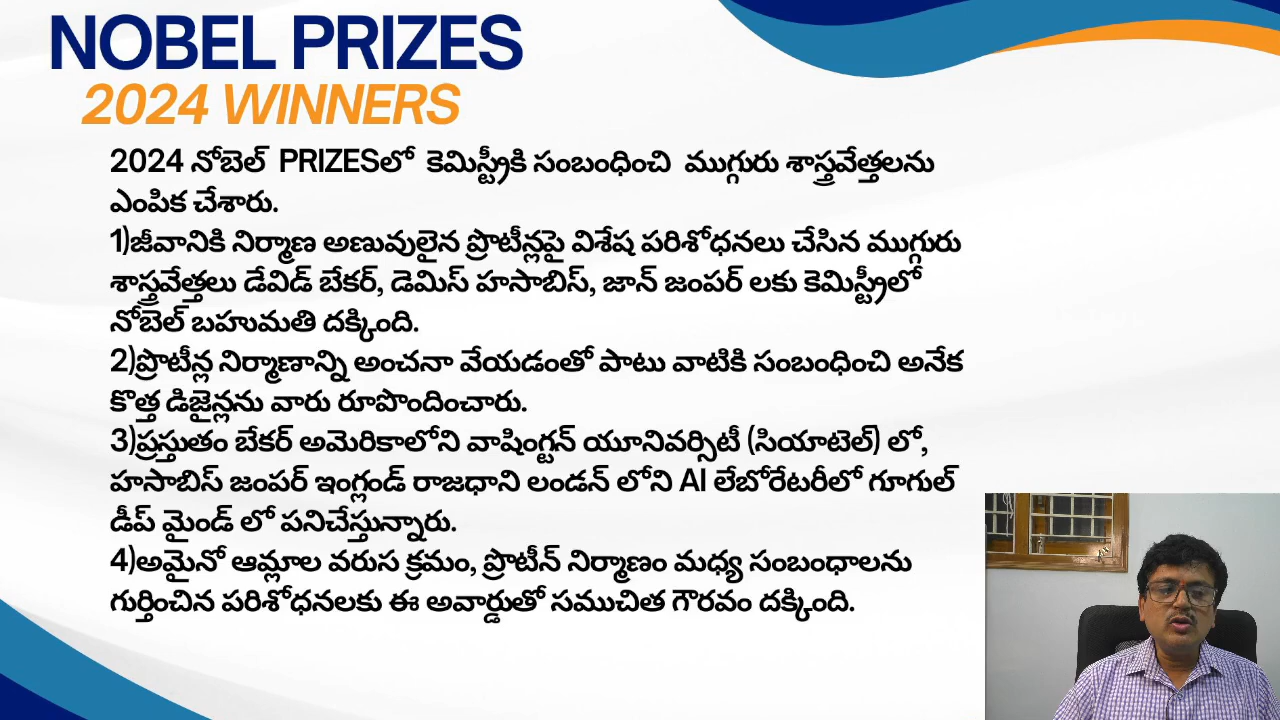 NOBEL PRIZES
2024 WINNERS
2024 నోబెల్ PRIZESలో కెమిస్ట్రీకి సంబంధించి ముగ్గురు శాస్త్రవేత్తలను
ఎంపిక చేశారు.
1)జీవానికి నిర్మాణ అణువులైన ప్రొటీన్లపై విశేష పరిశోధనలు చేసిన ముగ్గురు
శాస్త్రవేత్తలు డేవిడ్ బేకర్, డెమిస్ హసాబిస్, జాన్ జంపర్ లకు కెమిస్ట్రీలో
నోబెల్ బహుమతి దక్కింది.
2)ప్రొటీన్ల నిర్మాణాన్ని అంచనా వేయడంతో పాటు వాటికి సంబంధించి అనేక
కొత్త డిజైన్లను వారు రూపొందించారు.
3)ప్రస్తుతం బేకర్ అమెరికాలోని వాషింగ్టన్ యూనివర్సిటీ (సియాటెల్) లో,
హసాబిస్ జంపర్ ఇంగ్లండ్ రాజధాని లండన్ లోని AI లేబోరేటరీలో గూగుల్
డీప్ మైండ్ లో పనిచేస్తున్నారు.
4)అమైనో ఆమ్లాల వరుస క్రమం, ప్రొటీన్ నిర్మాణం మధ్య సంబంధాలను
గుర్తించిన పరిశోధనలకు ఈ అవార్డుతో సముచిత గౌరవం దక్కింది.